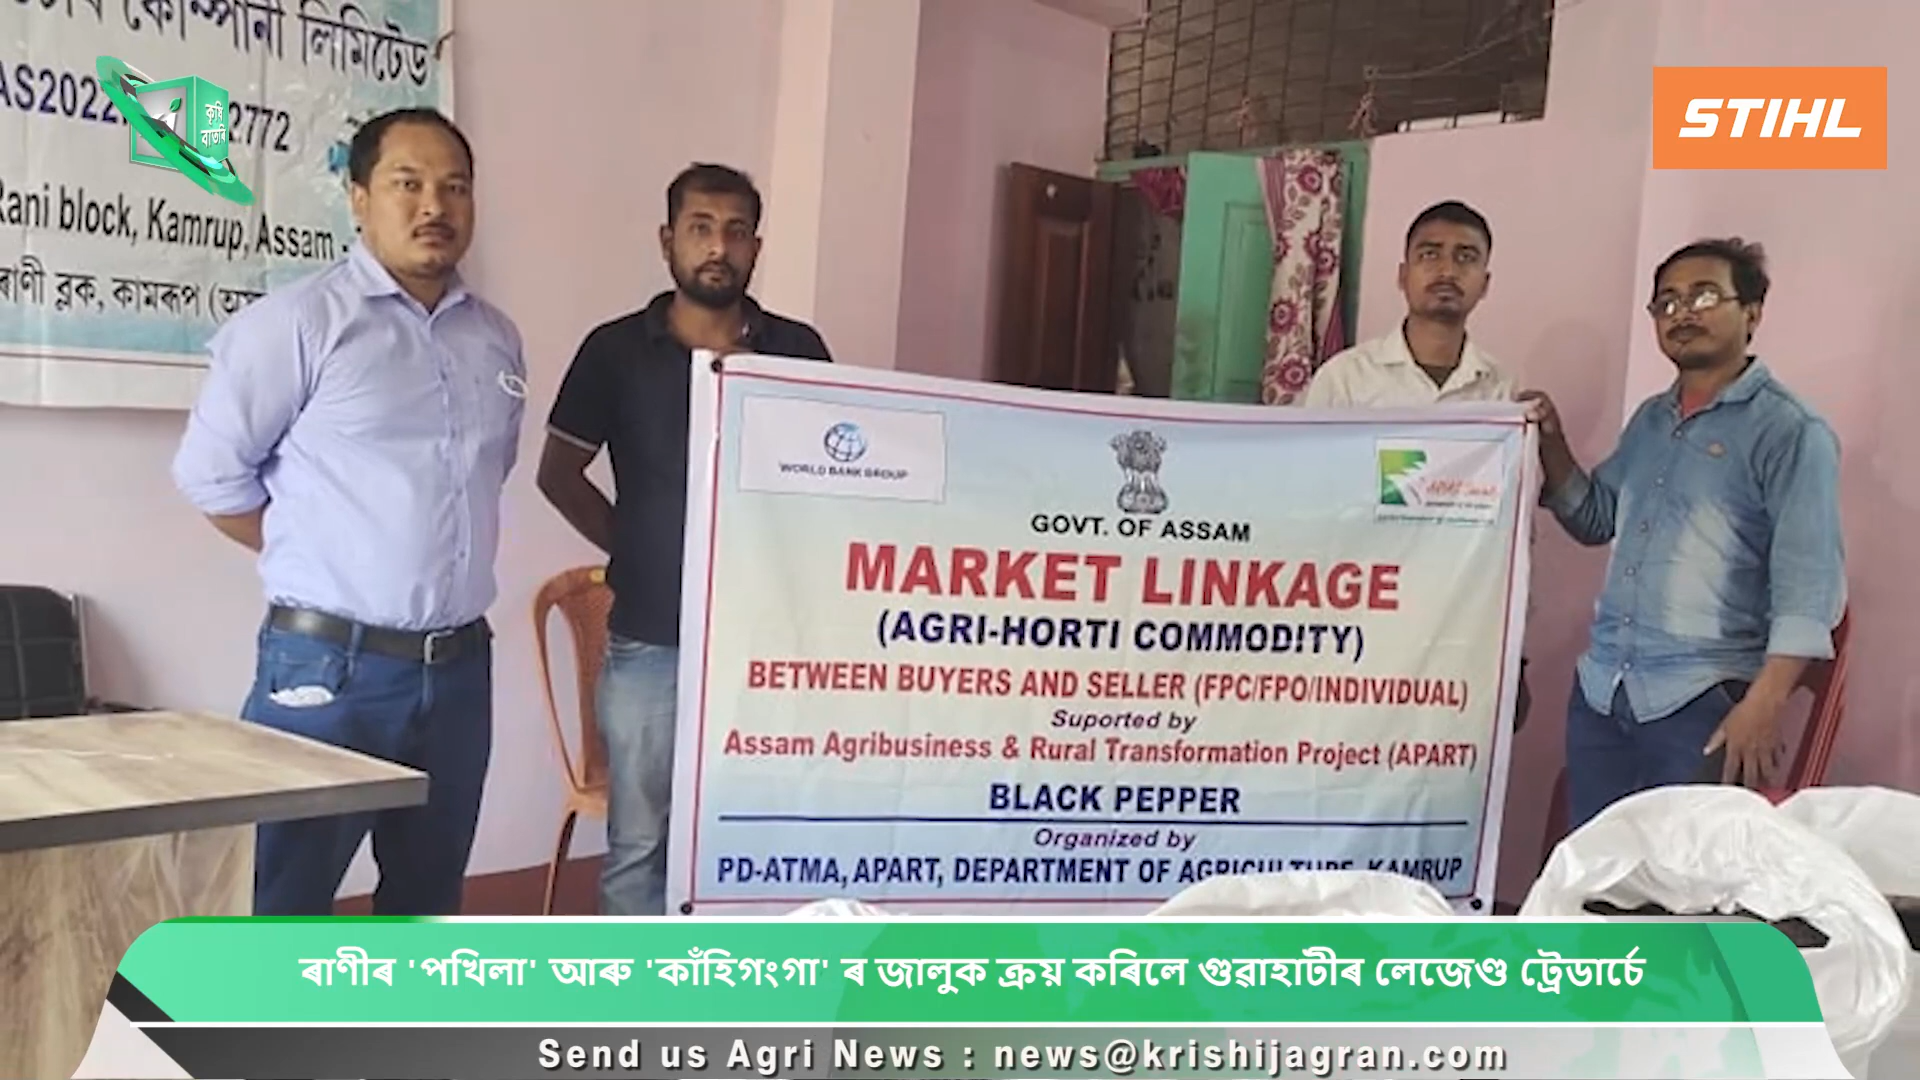 কোম্পানী লিমিটেড
2772
Rani block, Kamrup, Assam -
ৰাণী ব্লক, কামৰূপ
কৃষি
বাতৰি
STIHL
WORLD BANK GROUP
GOVT. OF ASSAM
MARKET LINKAGE
(AGRI-HORTI COMMODITY)
BETWEEN BUYERS AND SELLER (FPC/FPO/INDIVIDUAL)
Suported by
Assam Agribusiness & Rural Transformation Project (APART)
BLACK PEPPER
Organized by
PD-ATMA, APART, DEPARTMENT OF AGRICULTURE, KAMRUP
ৰাণীৰ 'পখিলা' আৰু 'কাঁহিগংগা' ৰ জালুক ক্ৰয় কৰিলে গুৱাহাটীৰ লেজেণ্ড ট্ৰেডাৰ্চে
Send us Agri News : news@krishijagran.com